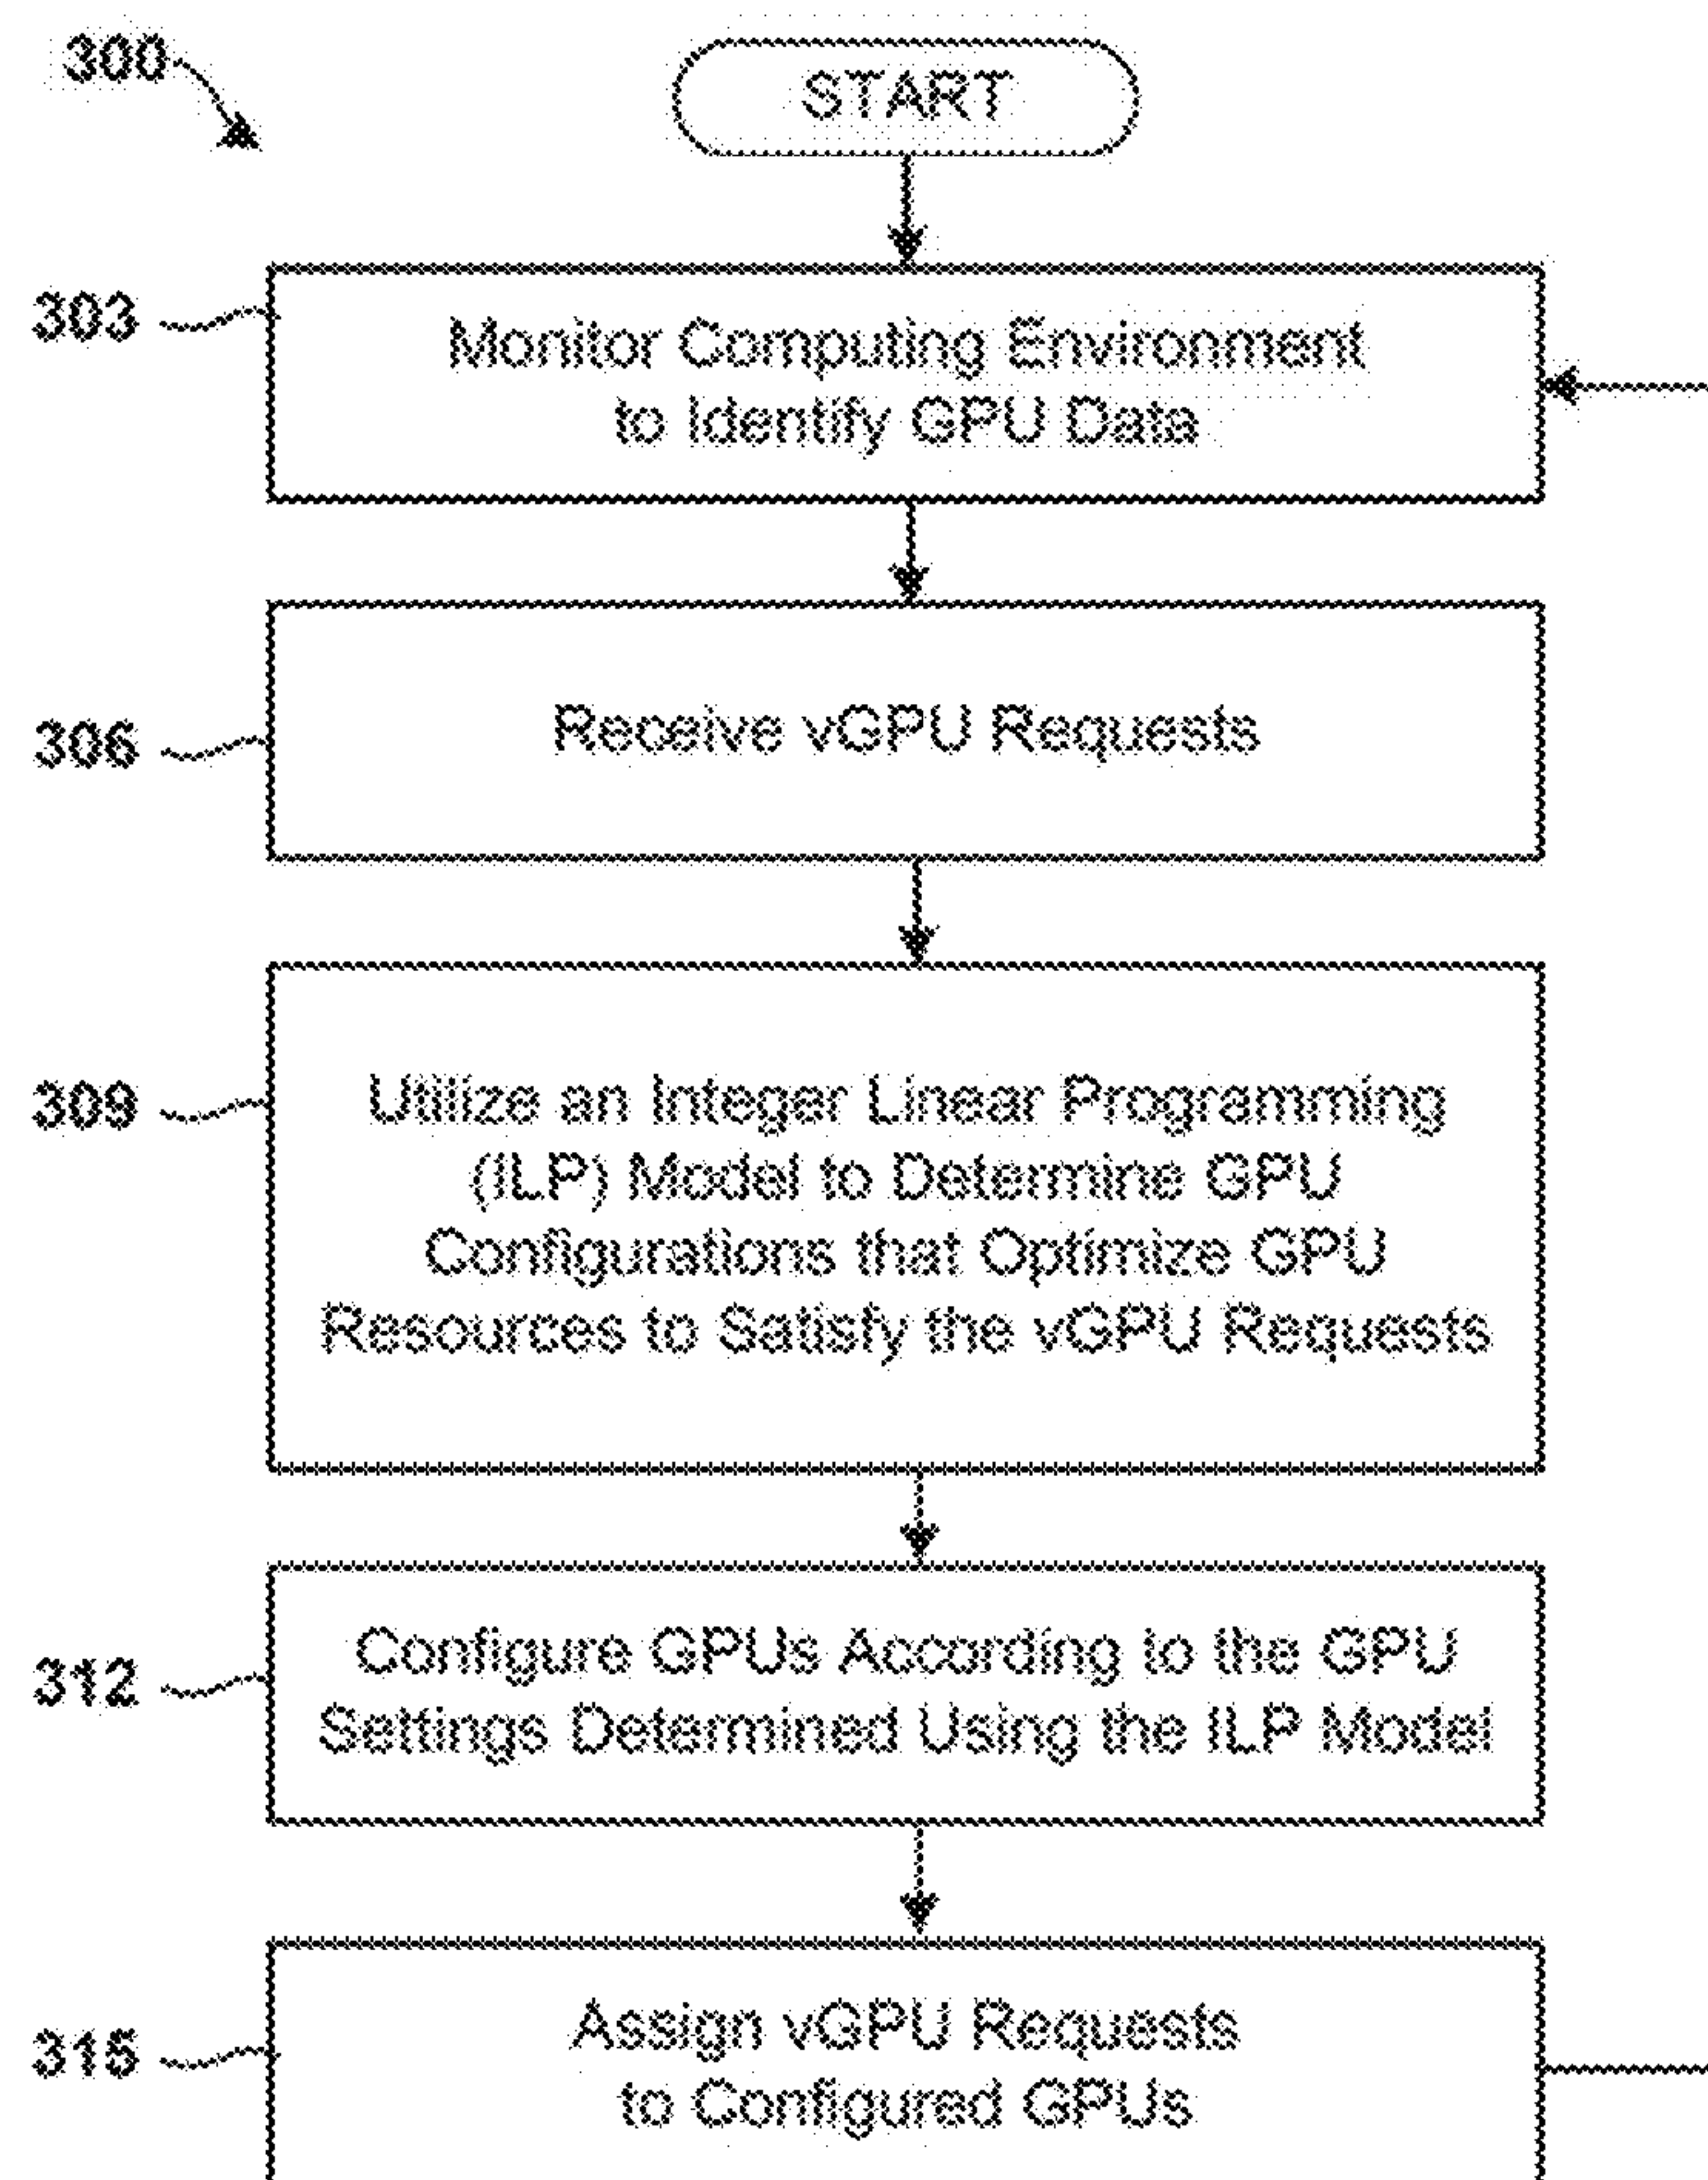 300
START
303
Monitor Computing Environment
to Identify GPU Data
306
Receive vGPU Requests
309
Utilize an Integer Linear Programming
(ILP) Model to Determine GPU
Configurations that Optimize GPU
Resources to Satisfy the vGPU Requests
312
Configure GPUs According to the GPU
Settings Determined Using the ILP Model
315
Assign vGPU Requests
to Configured GPUs